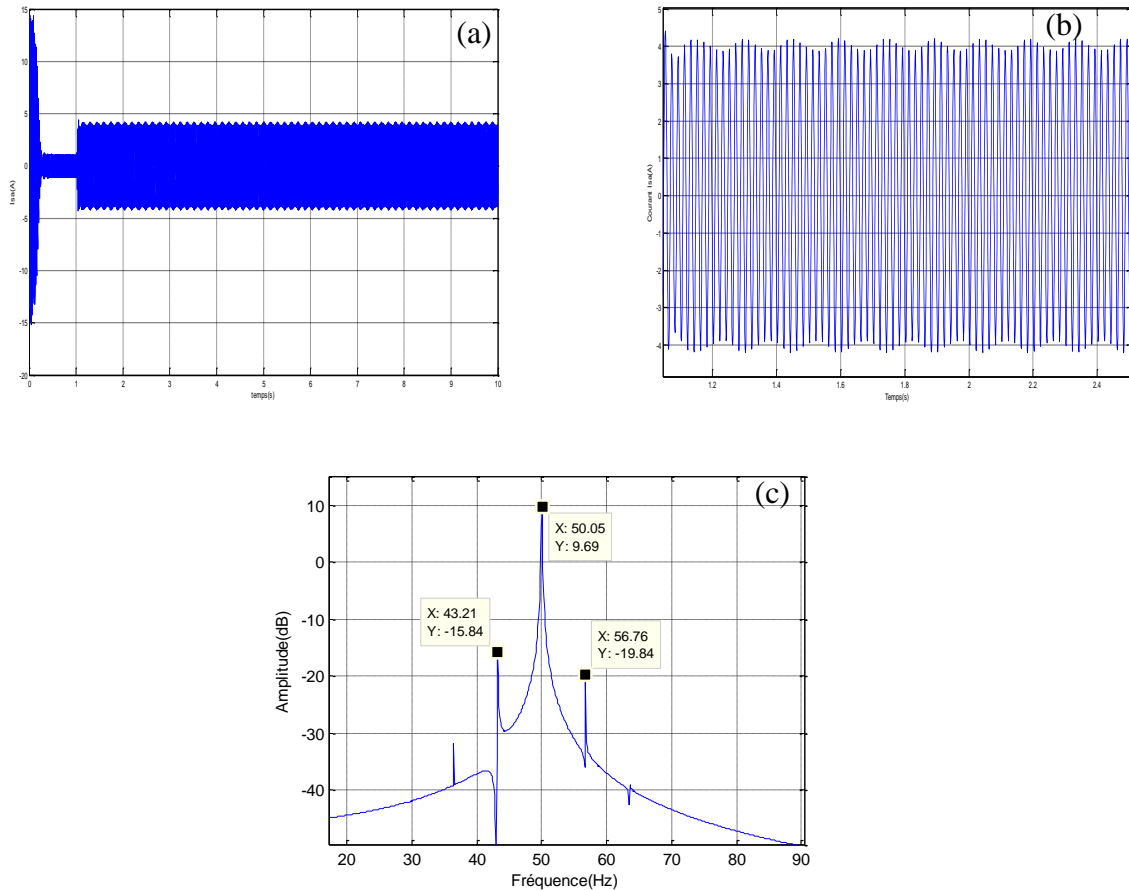 (a)
15
10
5
0
-5
-10
-15
-20
Isa(A)
0 1 2 3 4 5 6 7 8 9 10
temps(s)
(b)
5
4
3
2
1
0
-1
-2
-3
-4
Courant Isa(A)
1.2 1.4 1.6 1.8 2 2.2 2.4
Temps(s)
(c)
10
0
-10
-20
-30
-40
Amplitude(dB)
X: 50.05
Y: 9.69
X: 43.21
Y: -15.84
X: 56.76
Y: -19.84
20 30 40 50 60 70 80 90
Fréquence(Hz)